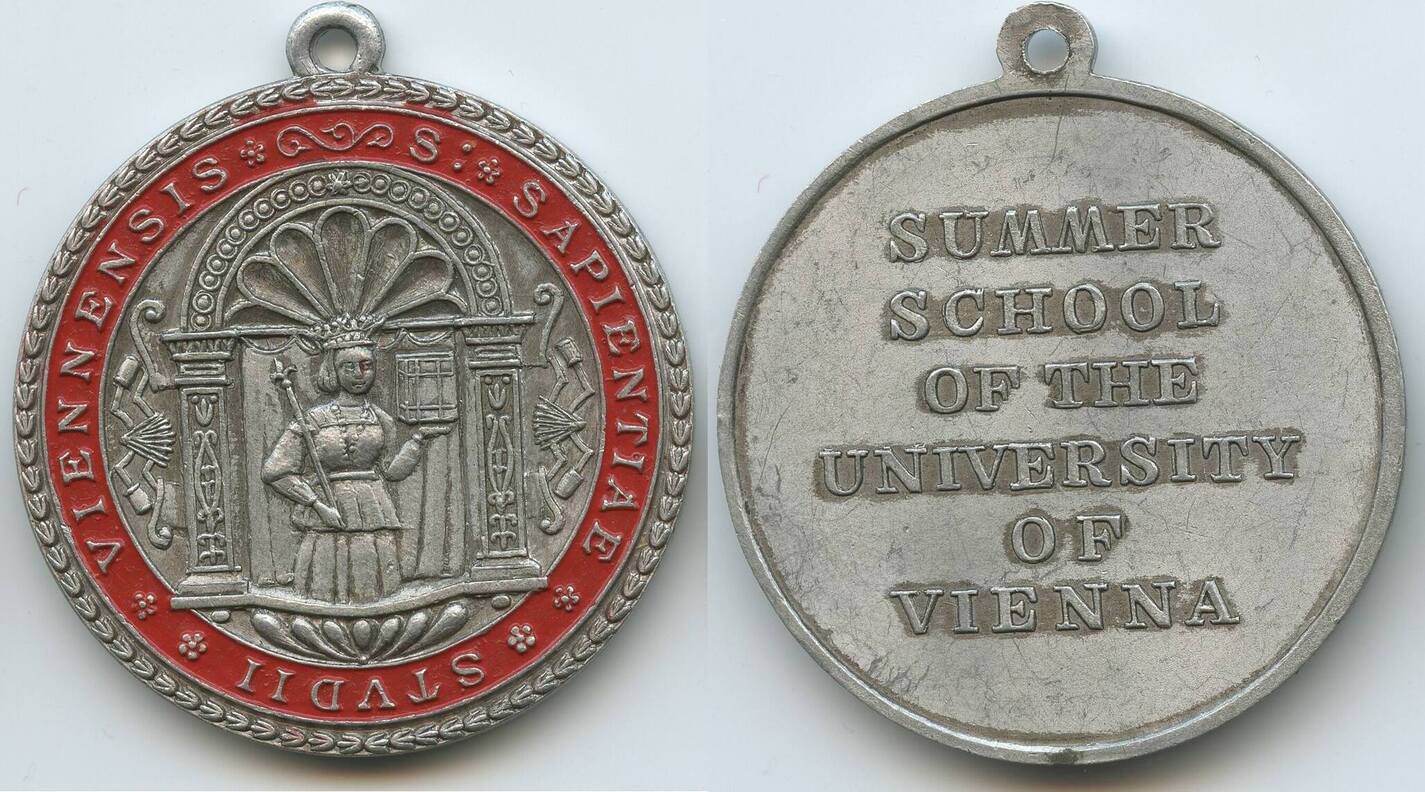 S: SAPIENTIAE STVDII VIENNENSIS
SUMMER
SCHOOL
OF THE
UNIVERSITY
OF
VIENNA